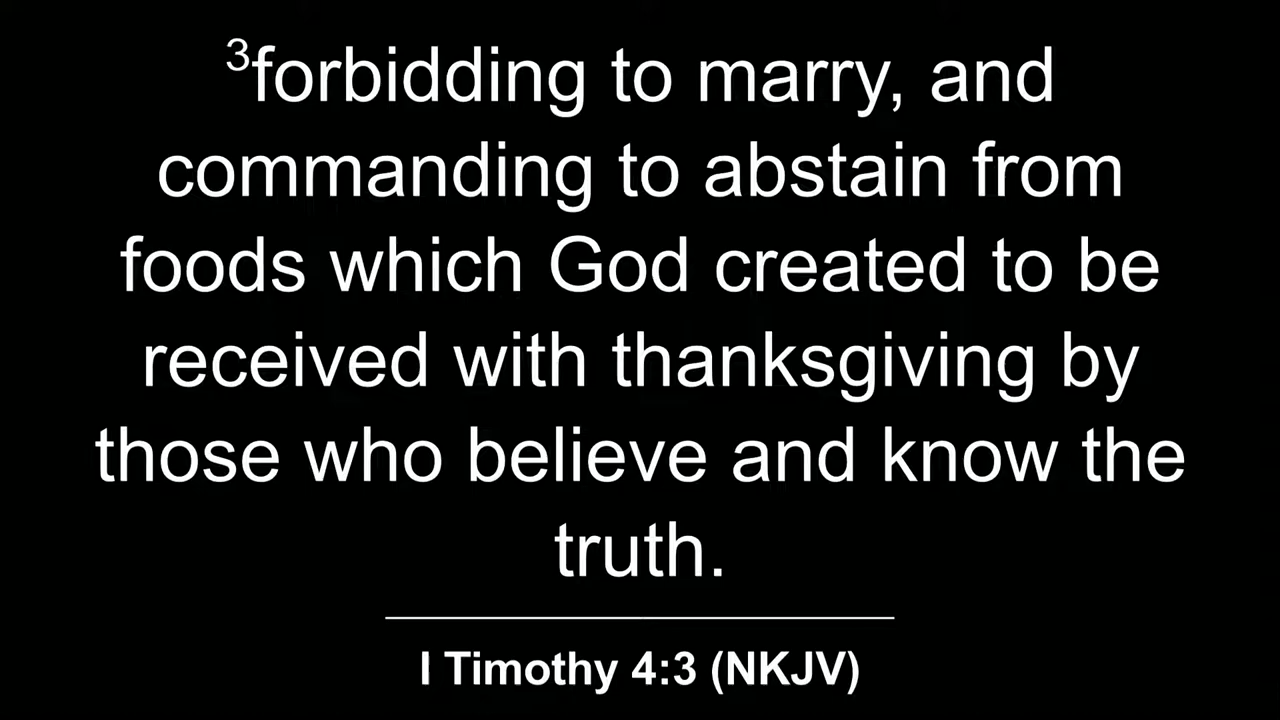 ³forbidding to marry, and
commanding to abstain from
foods which God created to be
received with thanksgiving by
those who believe and know the
truth.
I Timothy 4:3 (NKJV)